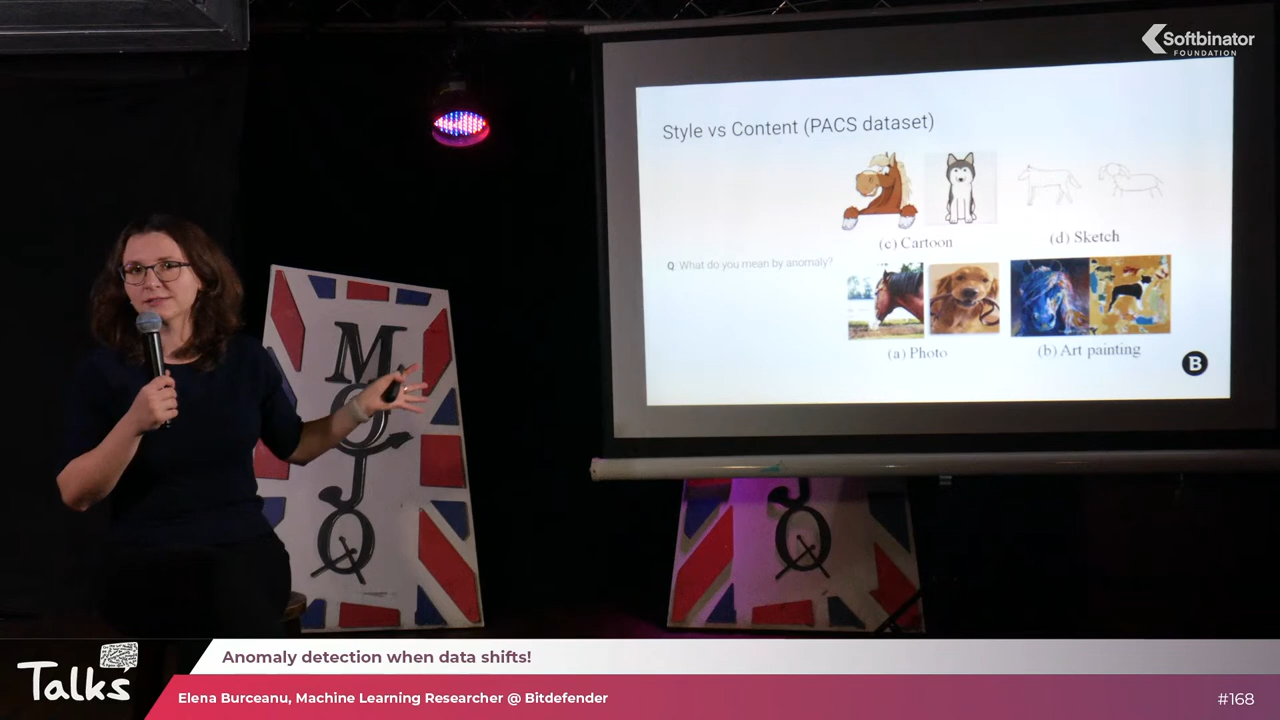 Softbinator
FOUNDATION
Style vs Content (PACS dataset)
(c) Cartoon
(d) Sketch
Q: What do you mean by anomaly?
(a) Photo
(b) Art painting
B
MOJO
O
Talks
Anomaly detection when data shifts!
Elena Burceanu, Machine Learning Researcher @ Bitdefender
#168